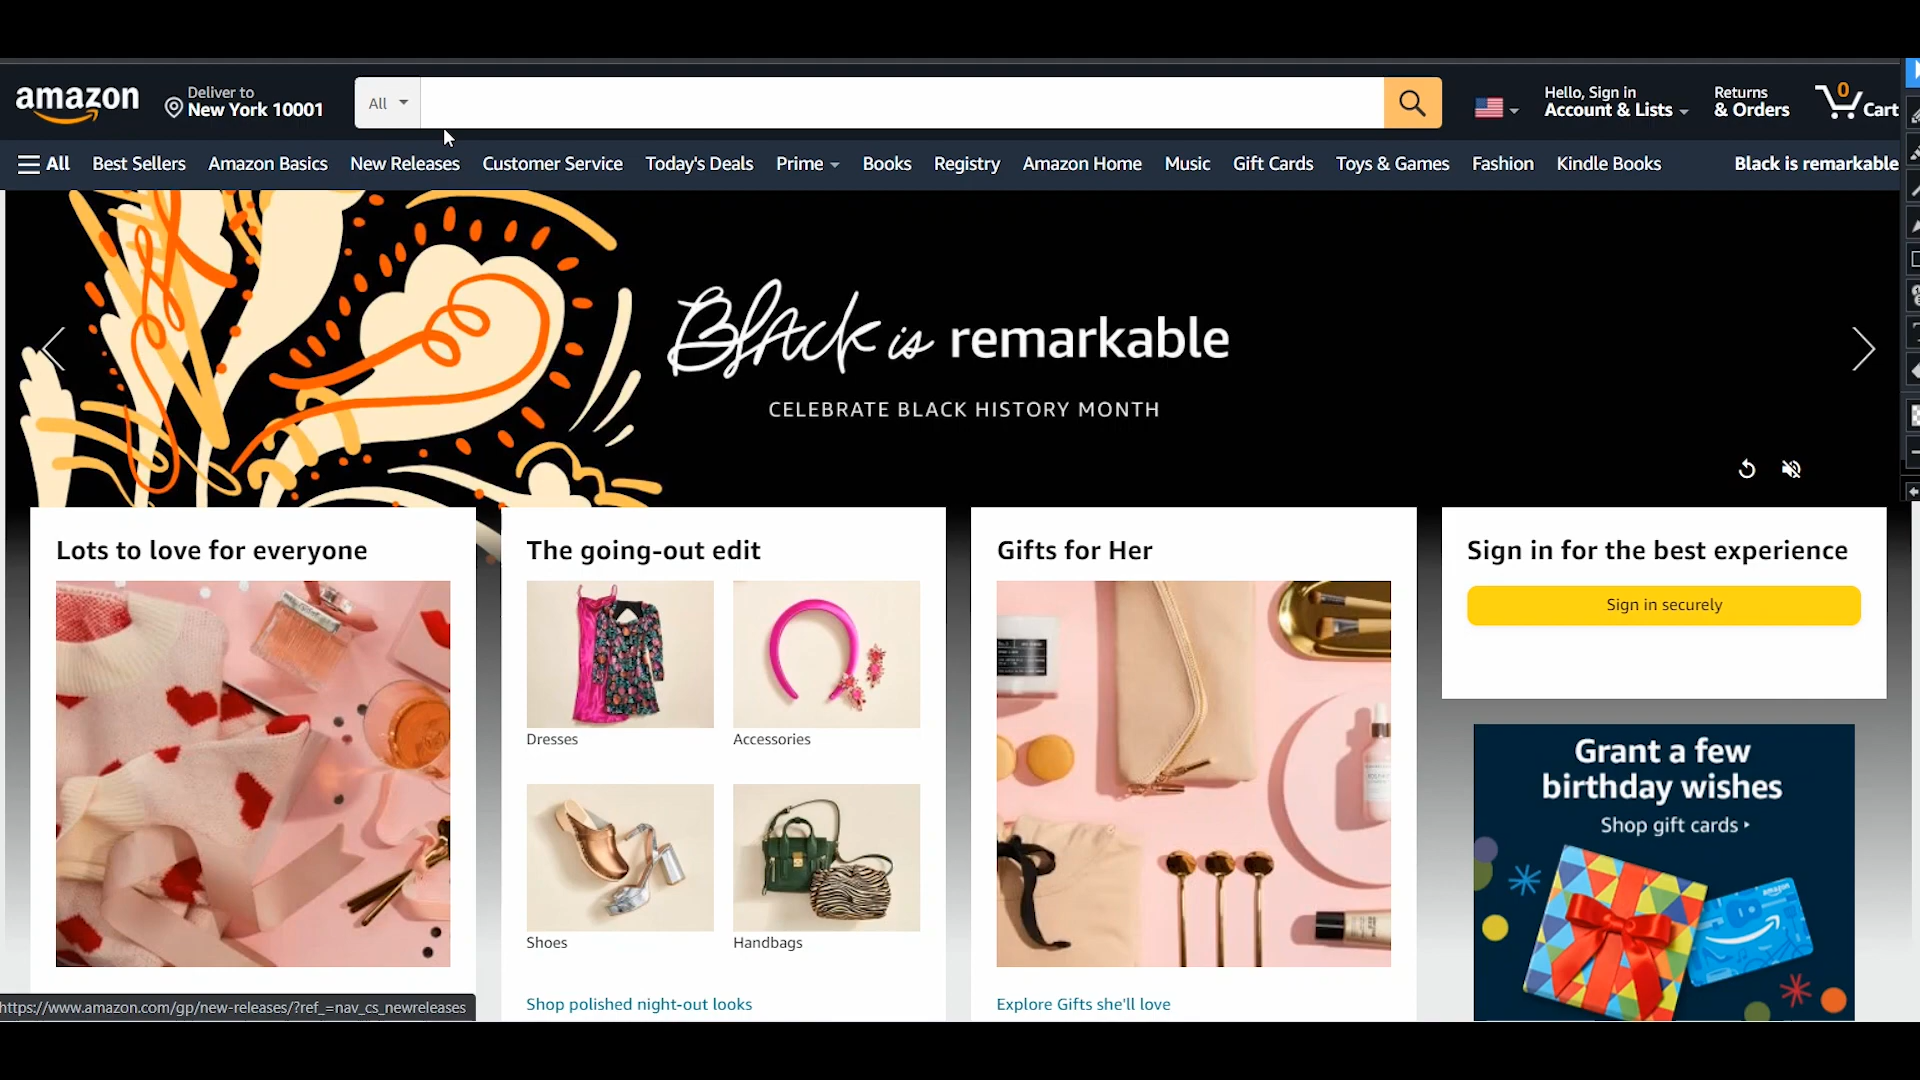 amazon
Deliver to
New York 10001
All
Hello, Sign in
Account & Lists
Returns
& Orders
0
Cart
All
Best Sellers
Amazon Basics
New Releases
Customer Service
Today's Deals
Prime
Books
Registry
Amazon Home
Music
Gift Cards
Toys & Games
Fashion
Kindle Books
Black is remarkable
Black is remarkable
CELEBRATE BLACK HISTORY MONTH
Lots to love for everyone
The going-out edit
Dresses
Accessories
Shoes
Handbags
Shop polished night-out looks
Gifts for Her
Explore Gifts she'll love
Sign in for the best experience
Sign in securely
Grant a few
birthday wishes
Shop gift cards
amazon
https://www.amazon.com/gp/new-releases/?ref_=nav_cs_newreleases